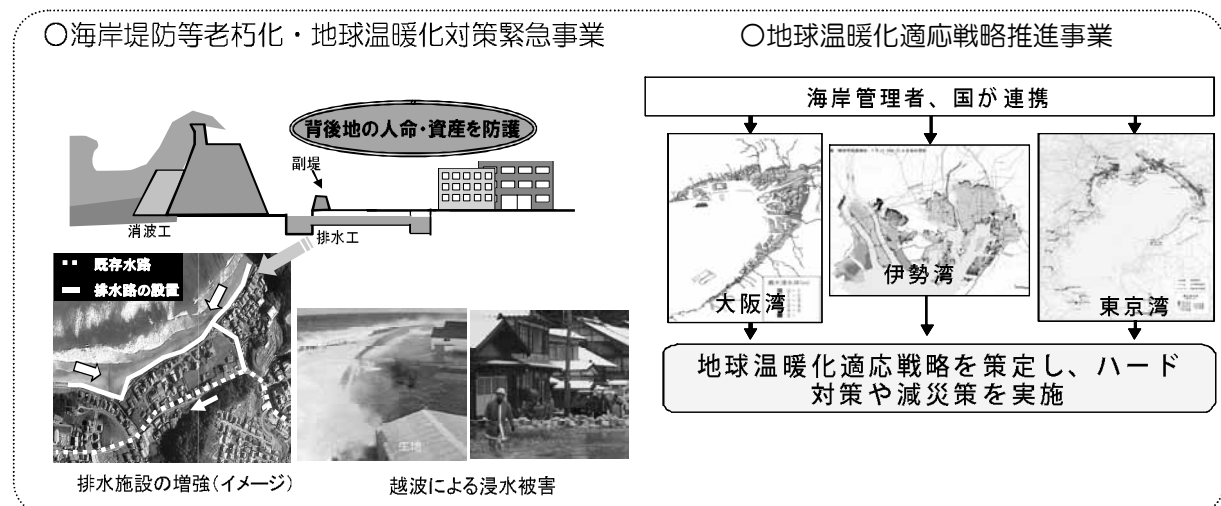 〇海岸堤防等老朽化・地球温暖化対策緊急事業
背後地の人命・資産を防護
副堤
消波工
排水工
既存水路
排水路の設置
生地
排水施設の増強(イメージ)
越波による浸水被害
〇地球温暖化適応戦略推進事業
海岸管理者、国が連携
大阪湾
伊勢湾
東京湾
地球温暖化適応戦略を策定し、ハード
対策や減災策を実施